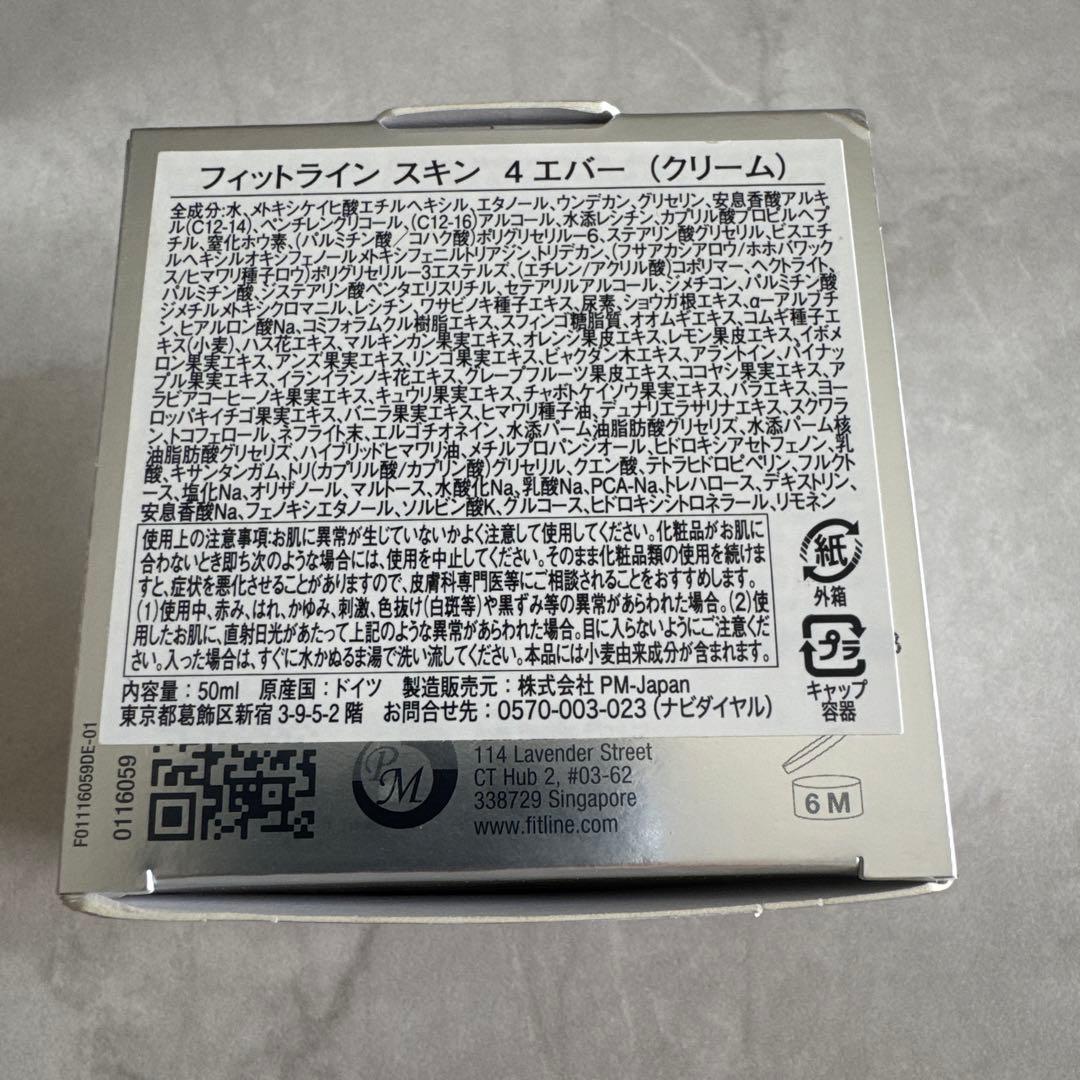 フィットライン スキン 4エバー (クリーム)
全成分:水、メトキシケイヒ酸エチルヘキシル、エタノール、ウンデカン、グリセリン、安息香酸アルキ
ル(C12-14)、ペンチレングリコール、(C12-16)アルコール、水添レシチン、カプリル酸プロピルヘプ
チル、窒化ホウ素、(パルミチン酸/コハク酸)ポリグリセリル-6、ステアリン酸グリセリル、ビスエチ
ルヘキシルオキシフェノールメトキシフェニルトリアジン、トリデカン、(フサアカシアロウ/ホホバワック
ス/ヒマワリ種子ロウ)ポリグリセリル-3エステルズ、(エチレン/アクリル酸)コポリマー、ヘクトライト、
パルミチン酸、ジステアリン酸ペンタエリスリチル、セテアリルアルコール、ジメチコン、パルミチン酸
ジメチルメトキシクロマニル、レシチン、ワサビノキ種子エキス、尿素、ショウガ根エキス、α-アルブチ
ン、ヒアルロン酸Na、コミフォラムクル樹脂エキス、スフィンゴ糖脂質、オオムギエキス、コムギ種子エ
キス(小麦)、ハス花エキス、マルキンカン果実エキス、オレンジ果皮エキス、レモン果皮エキス、イボメ
ロン果実エキス、アンズ果実エキス、リンゴ果実エキス、ビャクダン木エキス、アラントイン、パイナッ
プル果実エキス、イランイランノキ花エキス、グレープフルーツ果皮エキス、ココヤシ果実エキス、ア
ラビアコーヒーノキ果実エキス、キュウリ果実エキス、チャボトケイソウ果実エキス、バラエキス、ヨー
ロッパキイチゴ果実エキス、バニラ果実エキス、ヒマワリ種子油、デュナリエラサリナエキス、スクワラ
ン、トコフェロール、ネフライト末、エルゴチオネイン、水添パーム油脂肪酸グリセリズ、水添パーム核
油脂肪酸グリセリズ、ハイブリッドヒマワリ油、メチルプロパンジオール、ヒドロキシアセトフェノン、乳
酸、キサンタンガム、トリ(カプリル酸/カプリン酸)グリセリル、クエン酸、テトラヒドロピペリン、フルクト
ース、塩化Na、オリザノール、マルトース、水酸化Na、乳酸Na、PCA-Na、トレハロース、デキストリン、
安息香酸Na、フェノキシエタノール、ソルビン酸K、グルコース、ヒドロキシシトロネラール、リモネン
使用上の注意事項:お肌に異常が生じていないかよく注意して使用してください。化粧品がお肌に
合わないとき即ち次のような場合には、使用を中止してください。そのまま化粧品類の使用を続けま
すと、症状を悪化させることがありますので、皮膚科専門医等にご相談されることをおすすめします。
(1)使用中、赤み、はれ、かゆみ、刺激、色抜け(白斑等)や黒ずみ等の異常があらわれた場合。(2)使
用したお肌に、直射日光があたって上記のような異常があらわれた場合。目に入らないようにご注意くだ
さい。入った場合は、すぐに水かぬるま湯で洗い流してください。本品には小麦由来成分が含まれます。
紙
外箱
プラ
キャップ
容器
内容量:50ml 原産国:ドイツ 製造販売元:株式会社 PM-Japan
東京都葛飾区新宿 3-9-5-2 階 お問合せ先:0570-003-023 (ナビダイヤル)
F01116059DE-01
0116059
PM
114 Lavender Street
CT Hub 2, #03-62
338729 Singapore
www.fitline.com
6 M